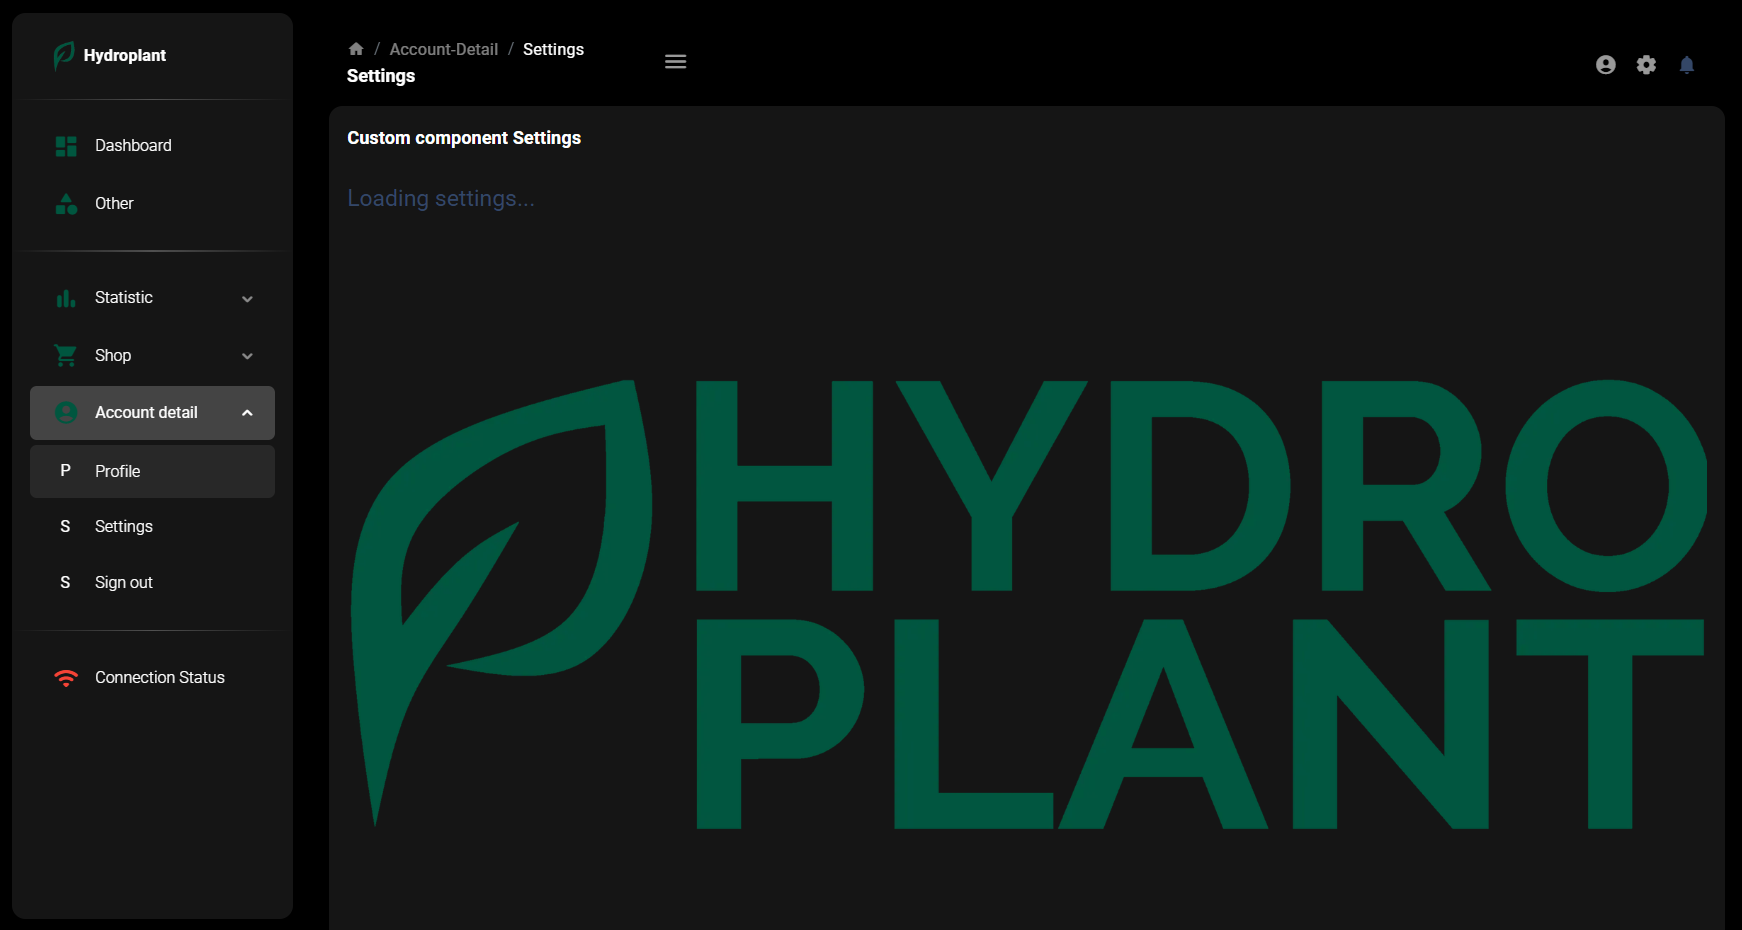 Hydroplant
Dashboard
Other
Statistic
Shop
Account detail
P Profile
S Settings
S Sign out
Connection Status
/ Account-Detail / Settings
Settings
Custom component Settings
Loading settings...
HYDRO
PLANT